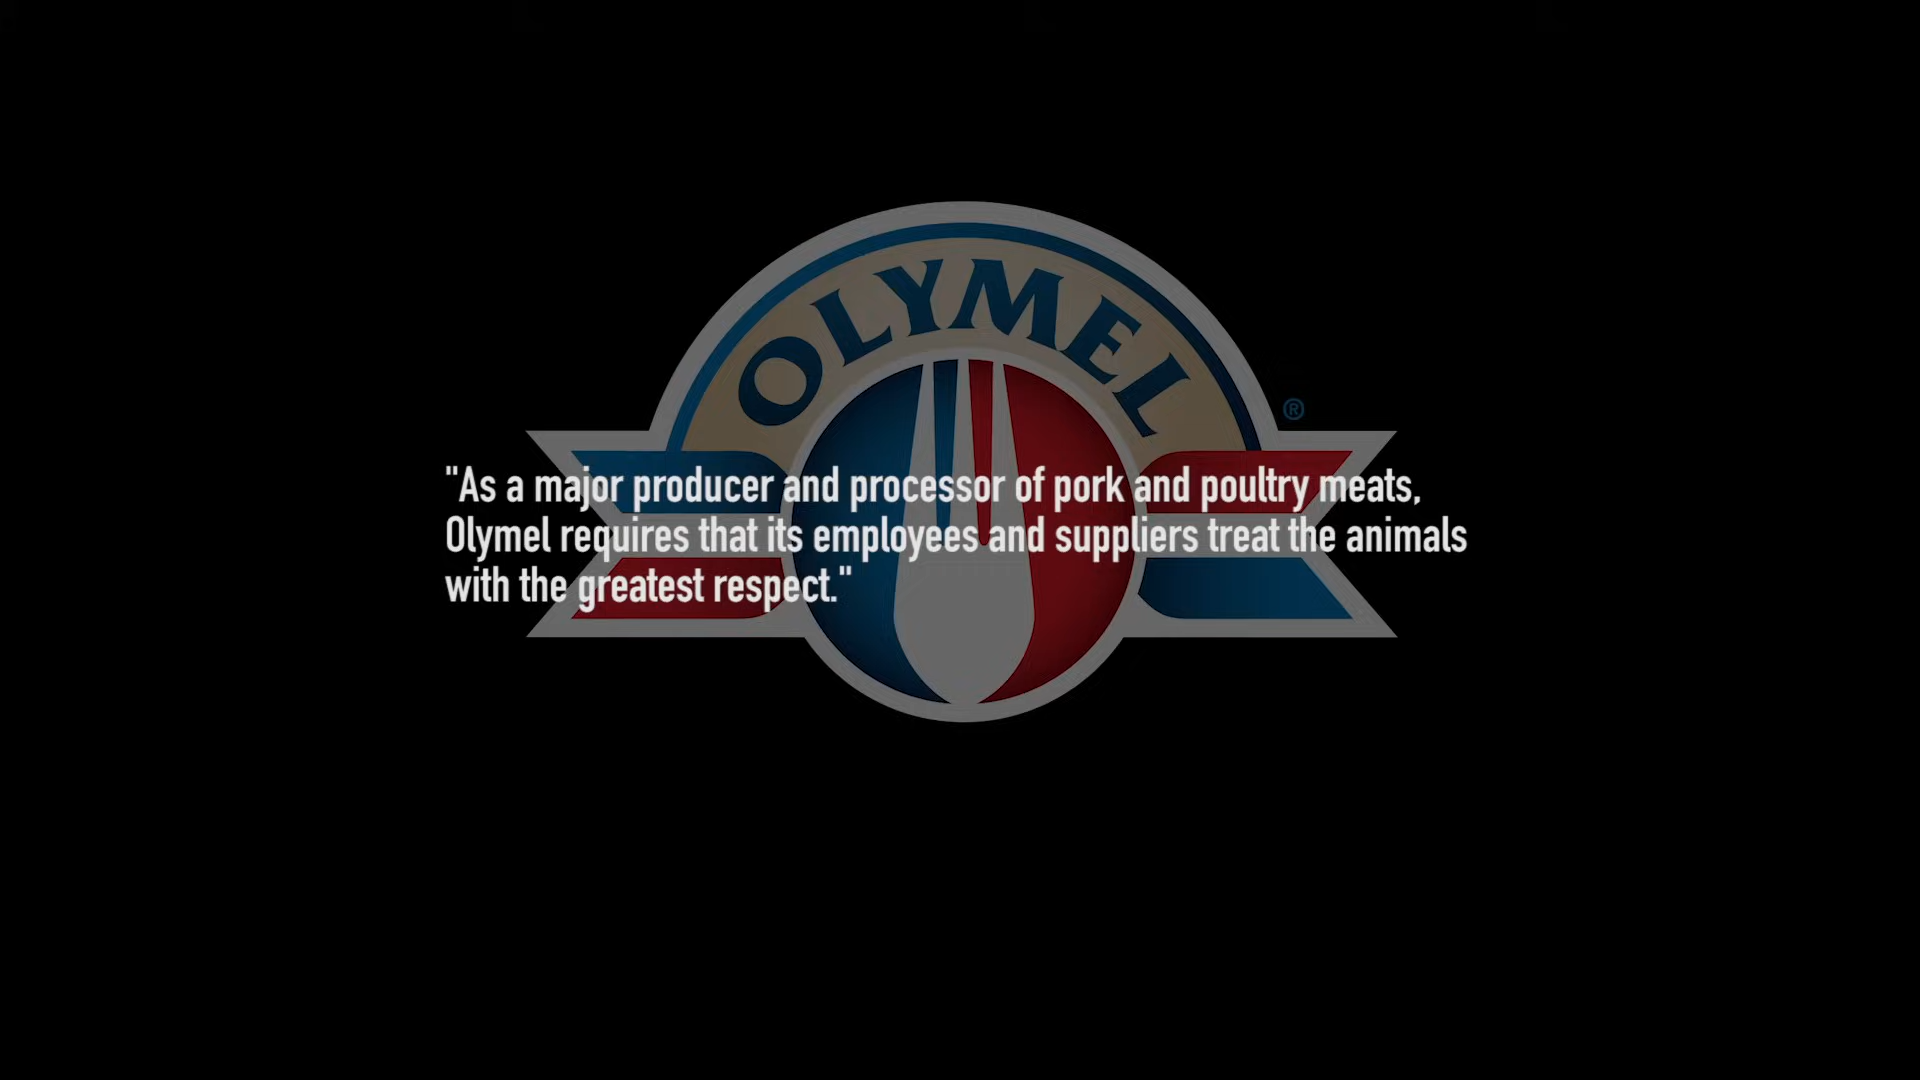 OLYMEL
®
"As a major producer and processor of pork and poultry meats,
Olymel requires that its employees and suppliers treat the animals
with the greatest respect."